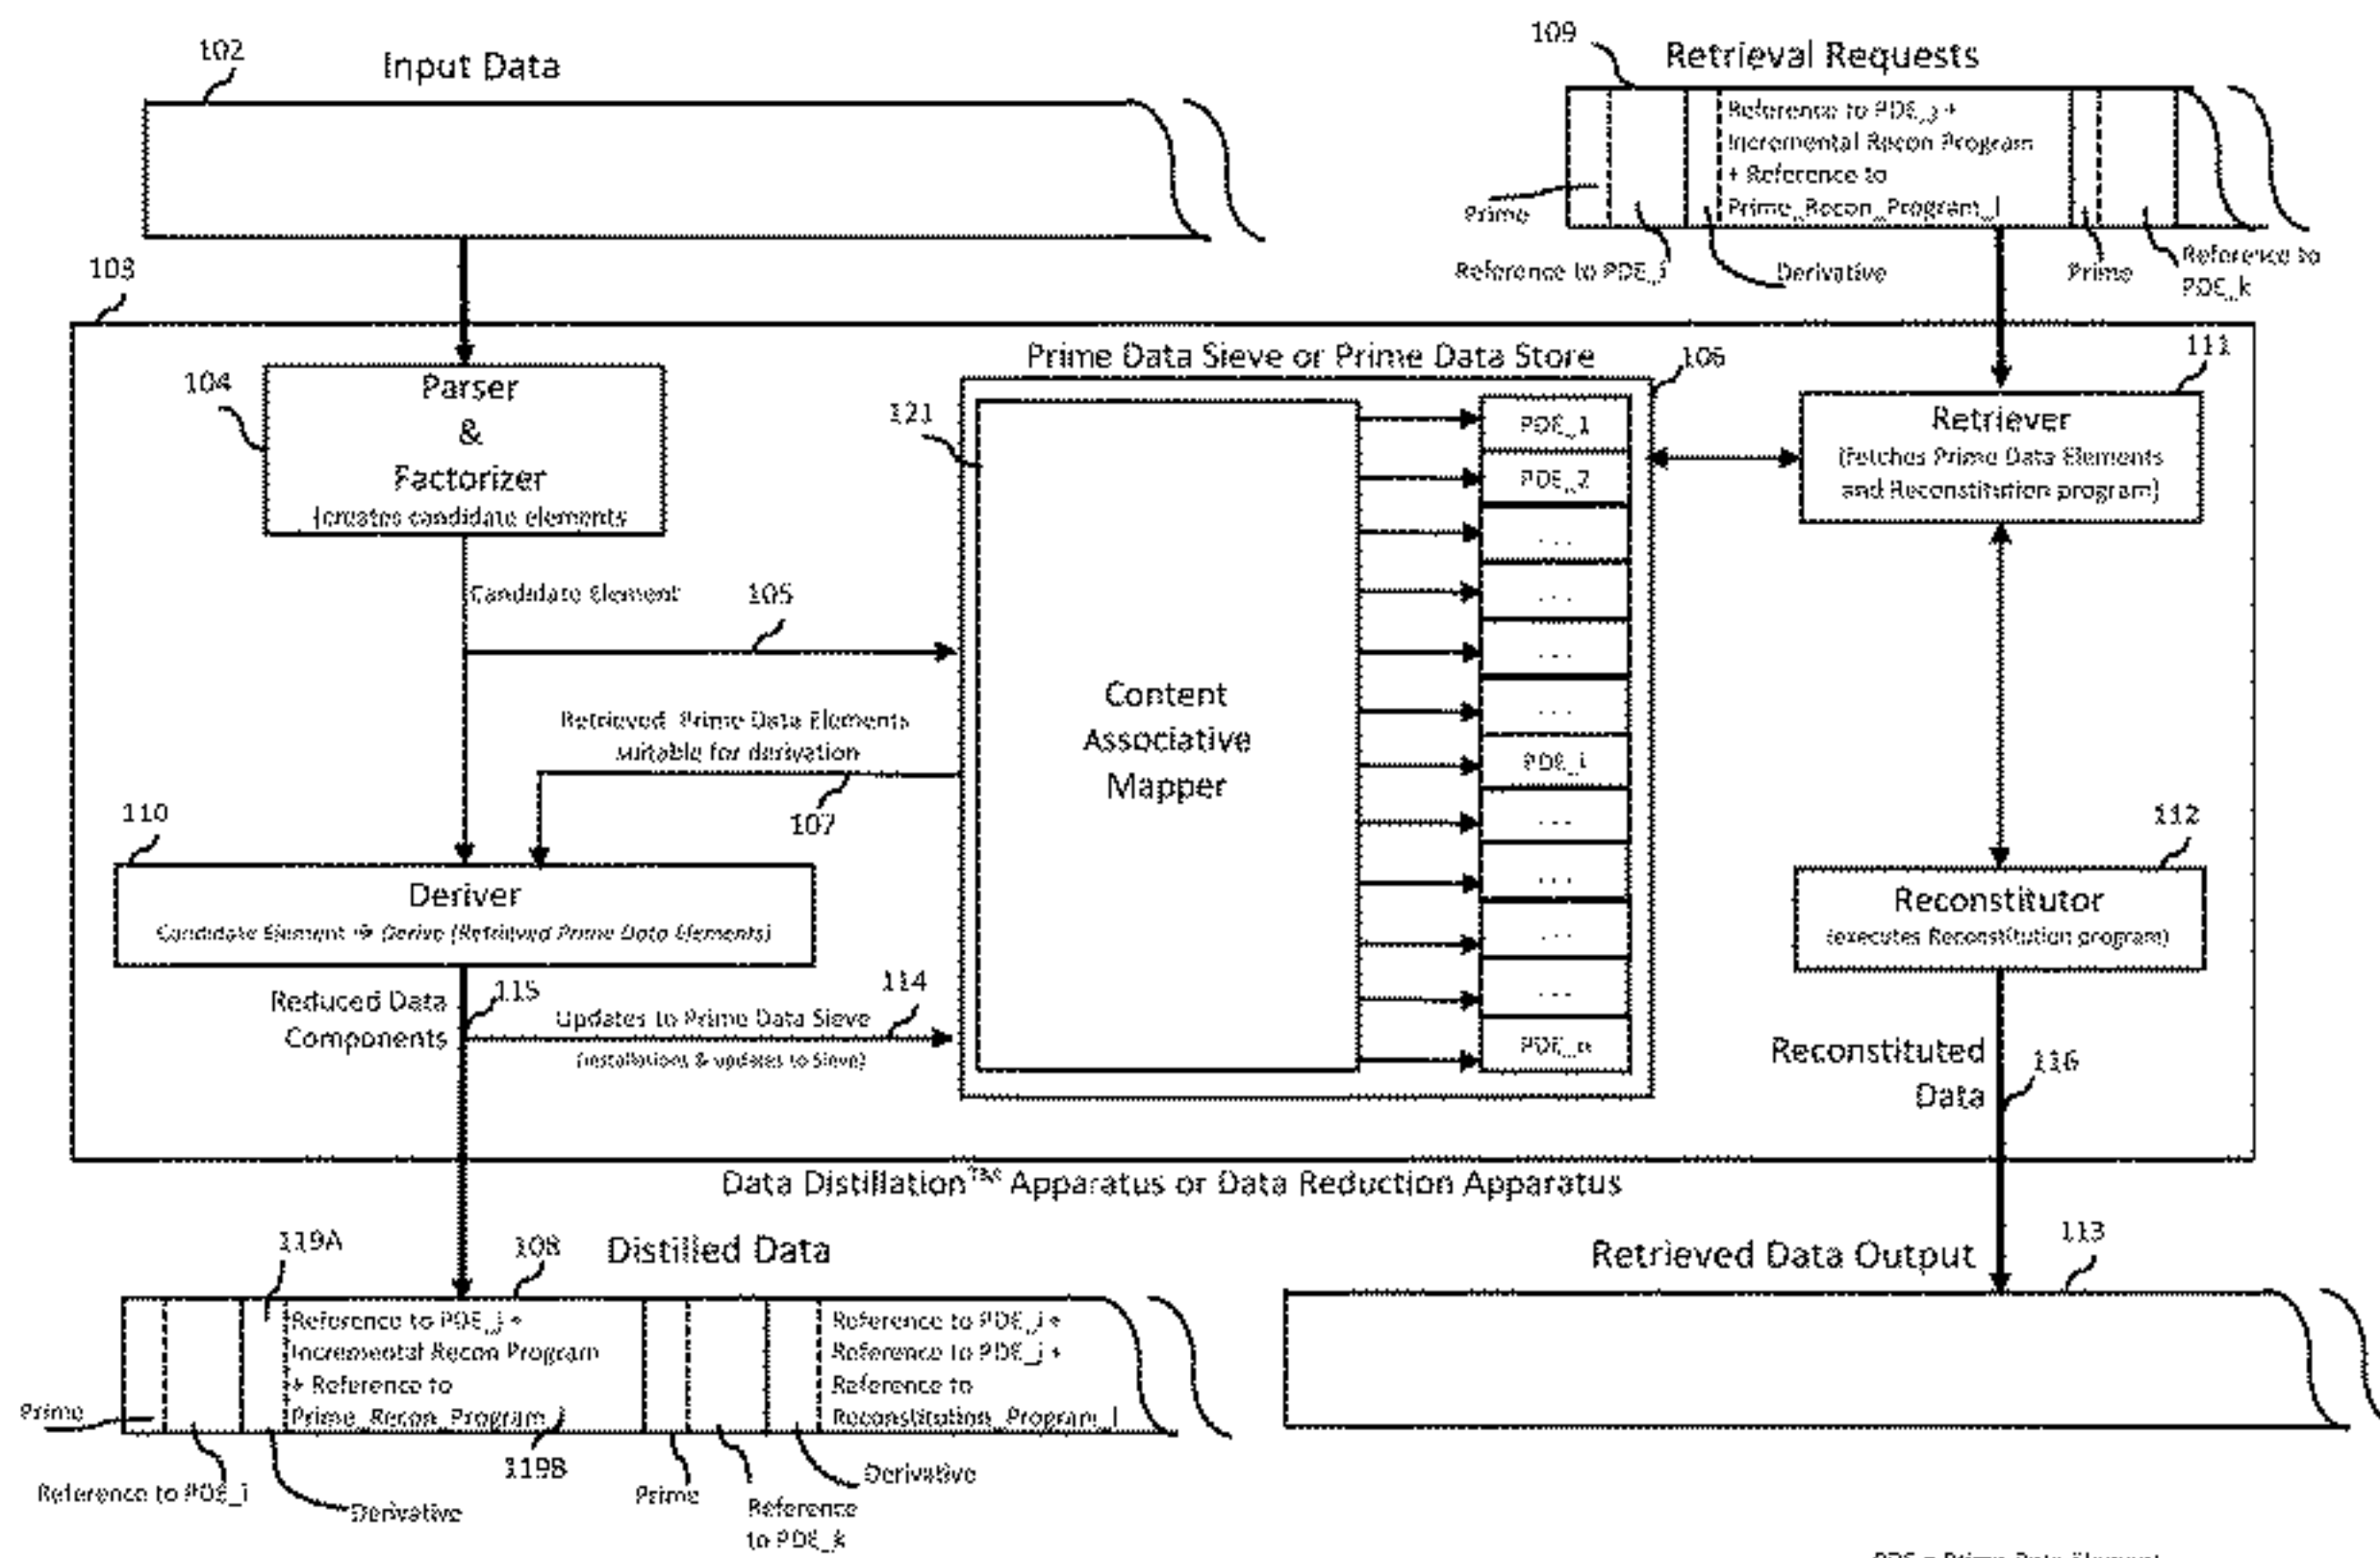 102
Input Data
109
Retrieval Requests
Reference to PDE_j +
Incremental Recon Program
+ Reference to
Prime_Recon_Program_l
Prime
Reference to PDE_i
Derivative
Prime
Reference to
PDE_k
103
Prime Data Sieve or Prime Data Store
106
104
Parser
&
Factorizer
(creates candidate elements
121
Content
Associative
Mapper
PDE_1
PDE_2
. . .
. . .
. . .
. . .
PDE_i
. . .
. . .
. . .
. . .
PDE_n
111
Retriever
(Fetches Prime Data Elements
and Reconstitution program)
Candidate Element
105
Retrieved Prime Data Elements
suitable for derivation
107
110
Deriver
Candidate Element → Derive (Retrieved Prime Data Elements)
112
Reconstitutor
(executes Reconstitution program)
Reduced Data
Components
115
114
Updates to Prime Data Sieve
(installations & updates to Sieve)
Reconstituted
Data
116
Data Distillation™ Apparatus or Data Reduction Apparatus
119A
108
Distilled Data
Reference to PDE_j +
Incremental Recon Program
+ Reference to
Prime_Recon_Program_l
Reference to PDE_i +
Reference to PDE_j +
Reference to
Reconstitution_Program_l
Prime
Reference to PDE_i
Derivative
119B
Prime
Reference
to PDE_k
Derivative
Retrieved Data Output
113
PDE = Prime Data Element